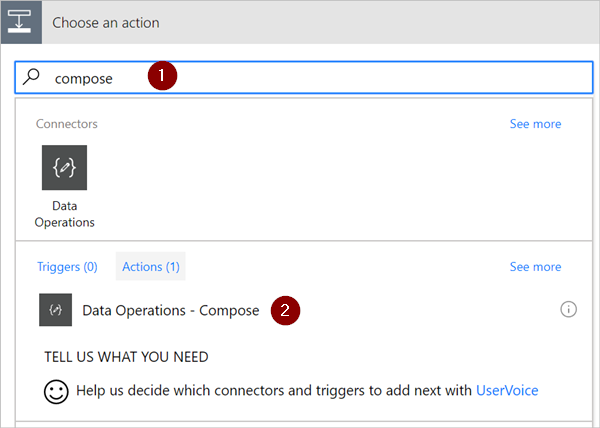 Choose an action
compose 1
Connectors See more
Data
Operations
Triggers (0) Actions (1) See more
Data Operations - Compose 2
TELL US WHAT YOU NEED
Help us decide which connectors and triggers to add next with UserVoice